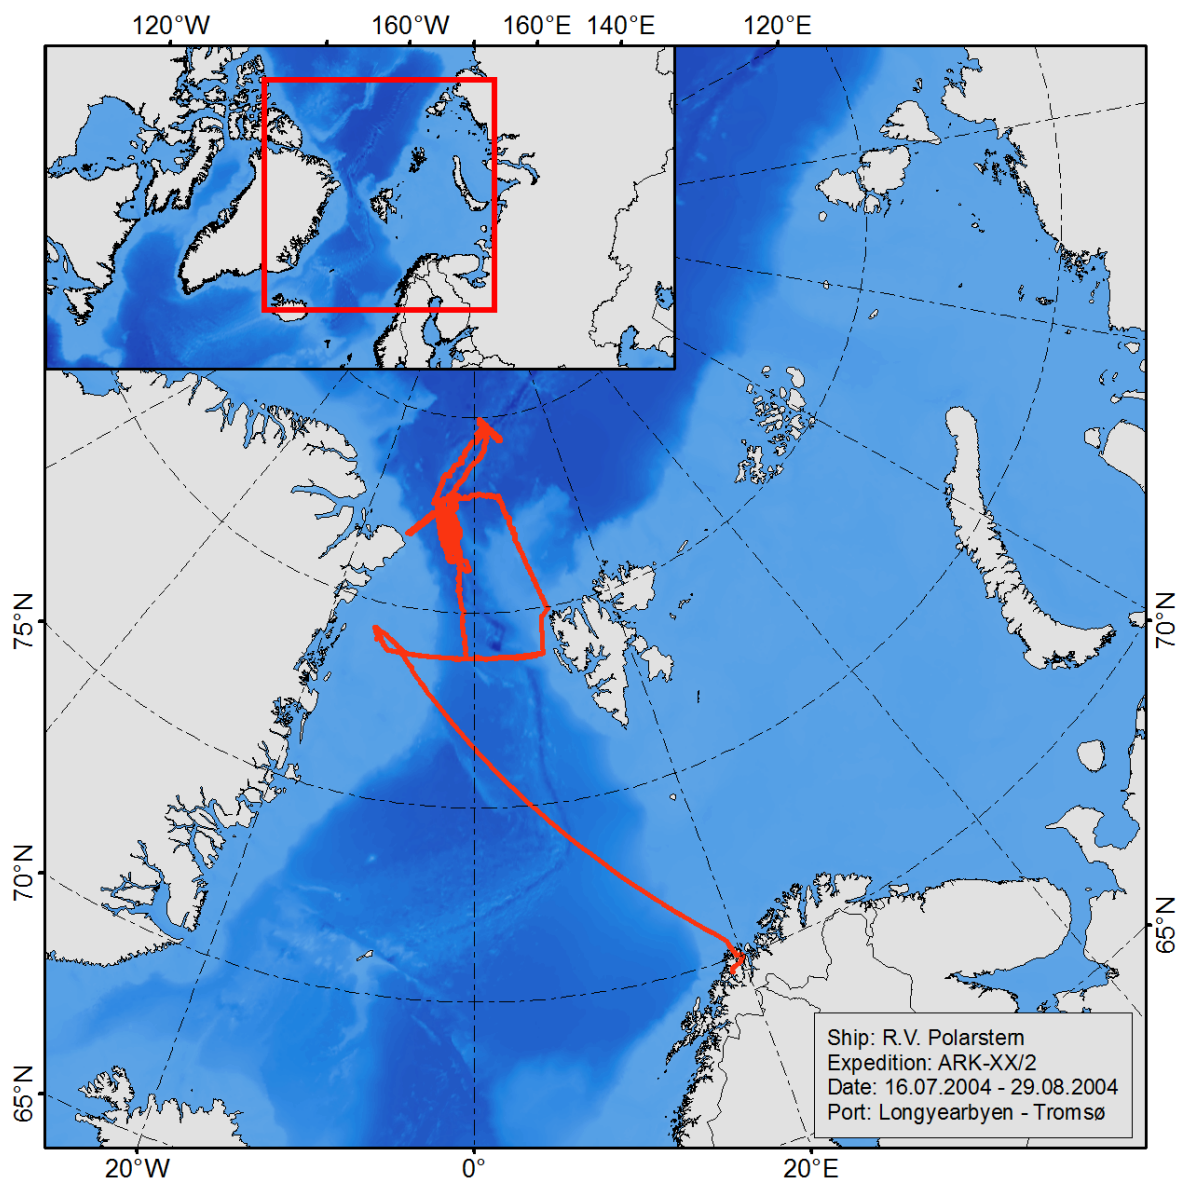 120°W 160°W 160°E 140°E 120°E
75°N
70°N
70°N
65°N
65°N
Ship: R.V. Polarstern
Expedition: ARK-XX/2
Date: 16.07.2004 - 29.08.2004
Port: Longyearbyen - Tromsø
20°W 0° 20°E